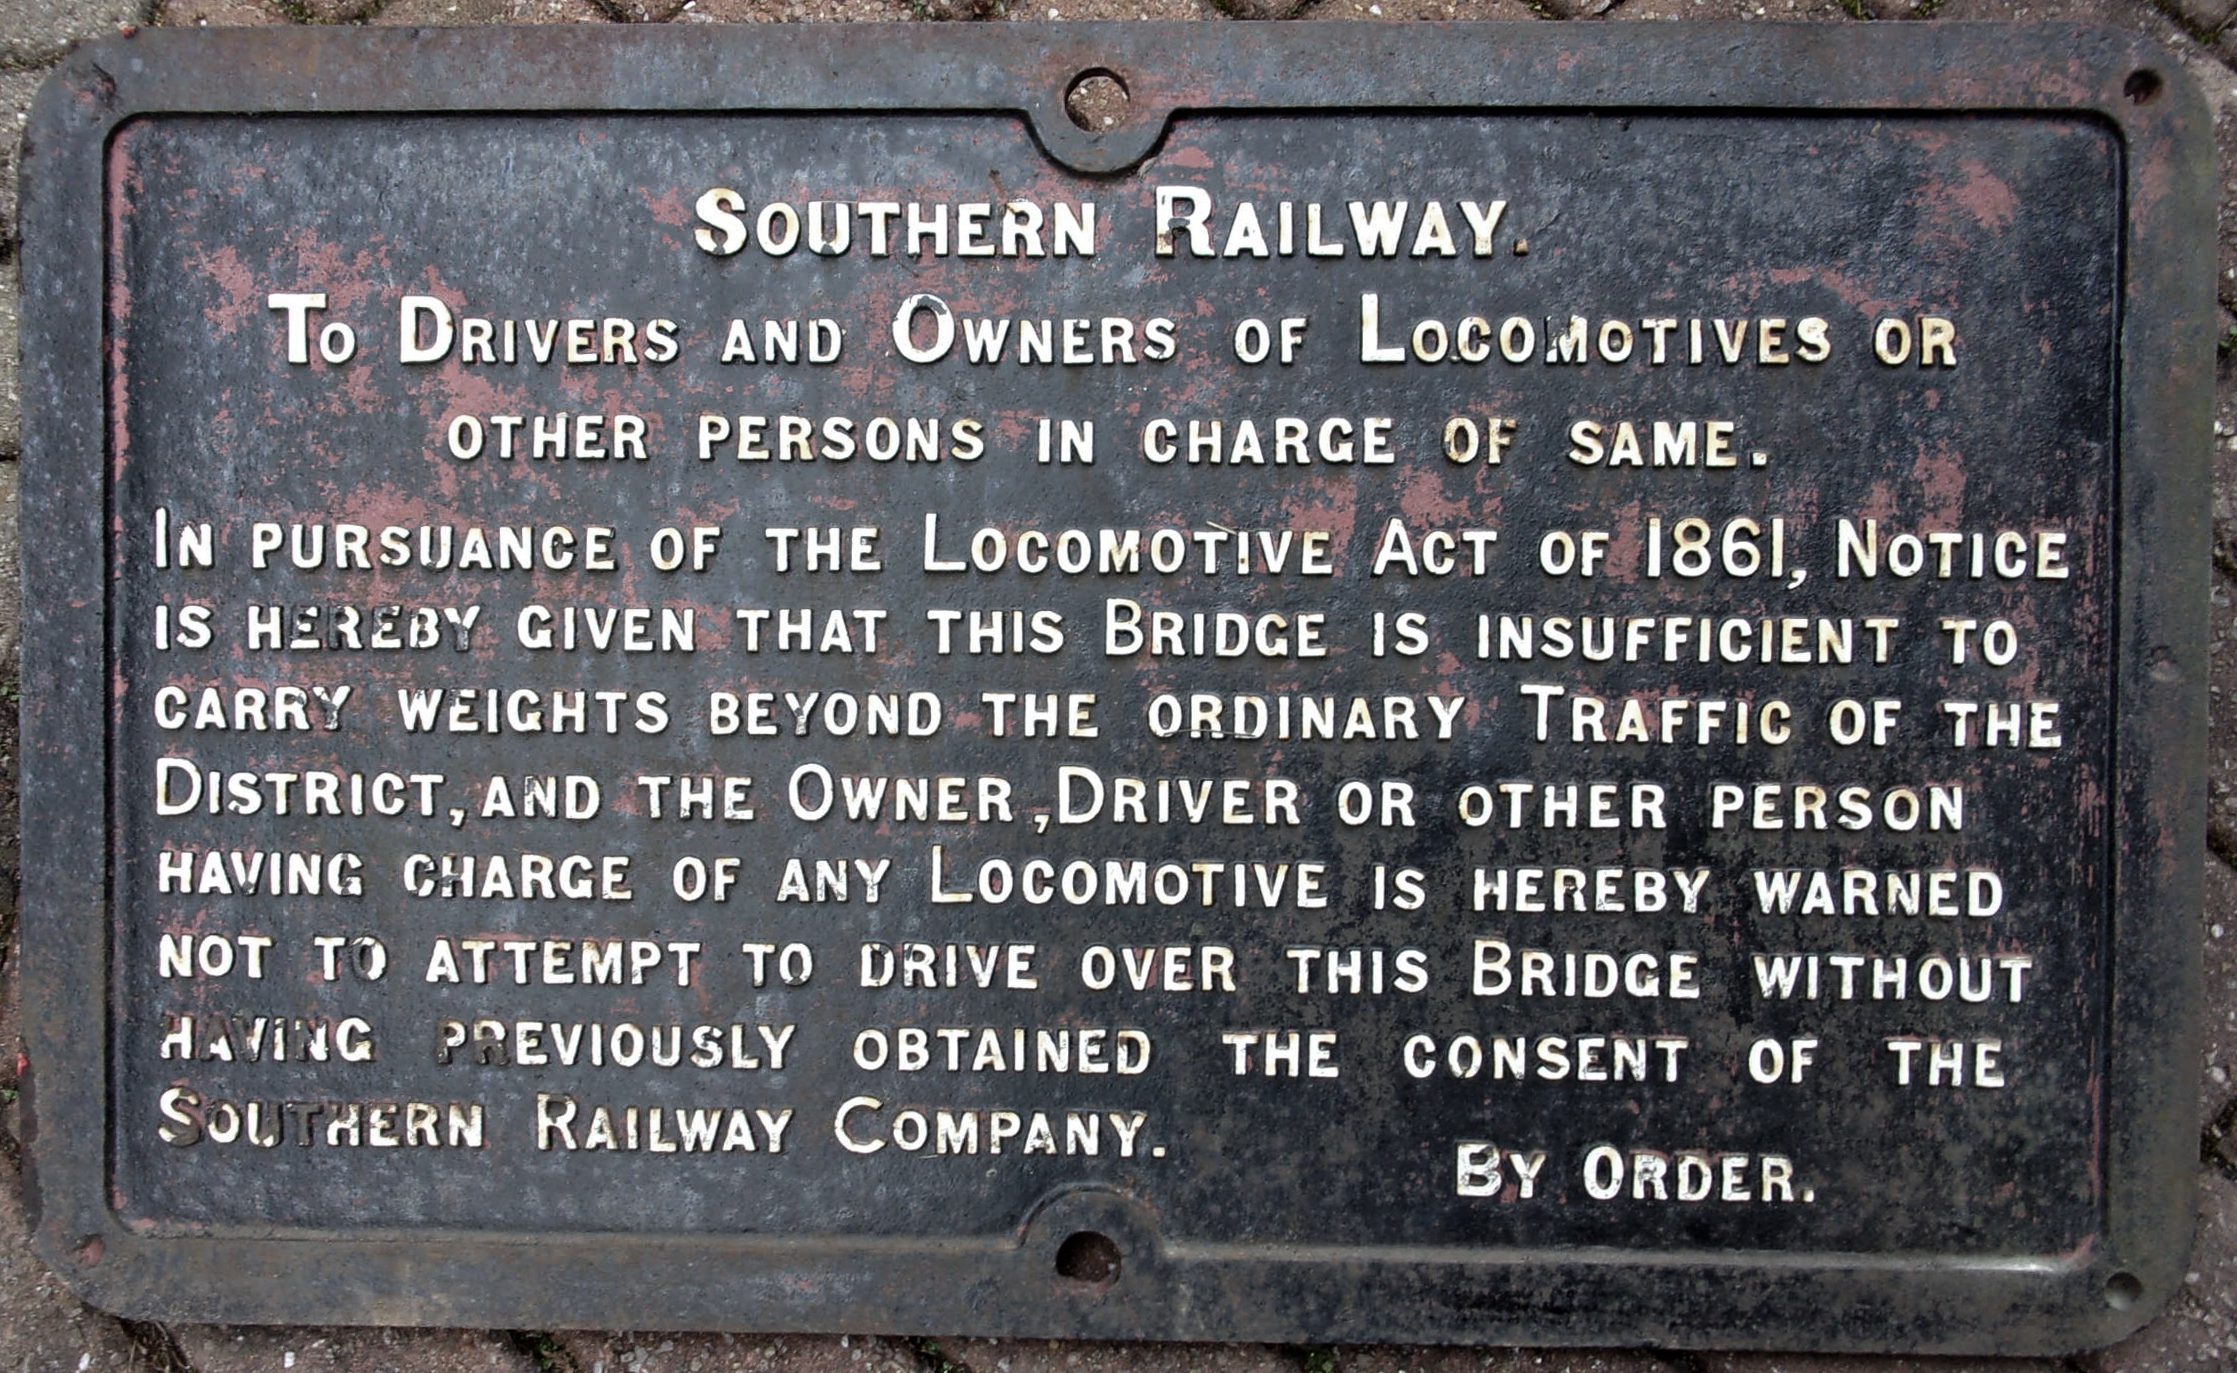 SOUTHERN RAILWAY.
TO DRIVERS AND OWNERS OF LOCOMOTIVES OR
OTHER PERSONS IN CHARGE OF SAME.
IN PURSUANCE OF THE LOCOMOTIVE ACT OF 1861, NOTICE
IS HEREBY GIVEN THAT THIS BRIDGE IS INSUFFICIENT TO
CARRY WEIGHTS BEYOND THE ORDINARY TRAFFIC OF THE
DISTRICT, AND THE OWNER, DRIVER OR OTHER PERSON
HAVING CHARGE OF ANY LOCOMOTIVE IS HEREBY WARNED
NOT TO ATTEMPT TO DRIVE OVER THIS BRIDGE WITHOUT
HAVING PREVIOUSLY OBTAINED THE CONSENT OF THE
SOUTHERN RAILWAY COMPANY.
BY ORDER.